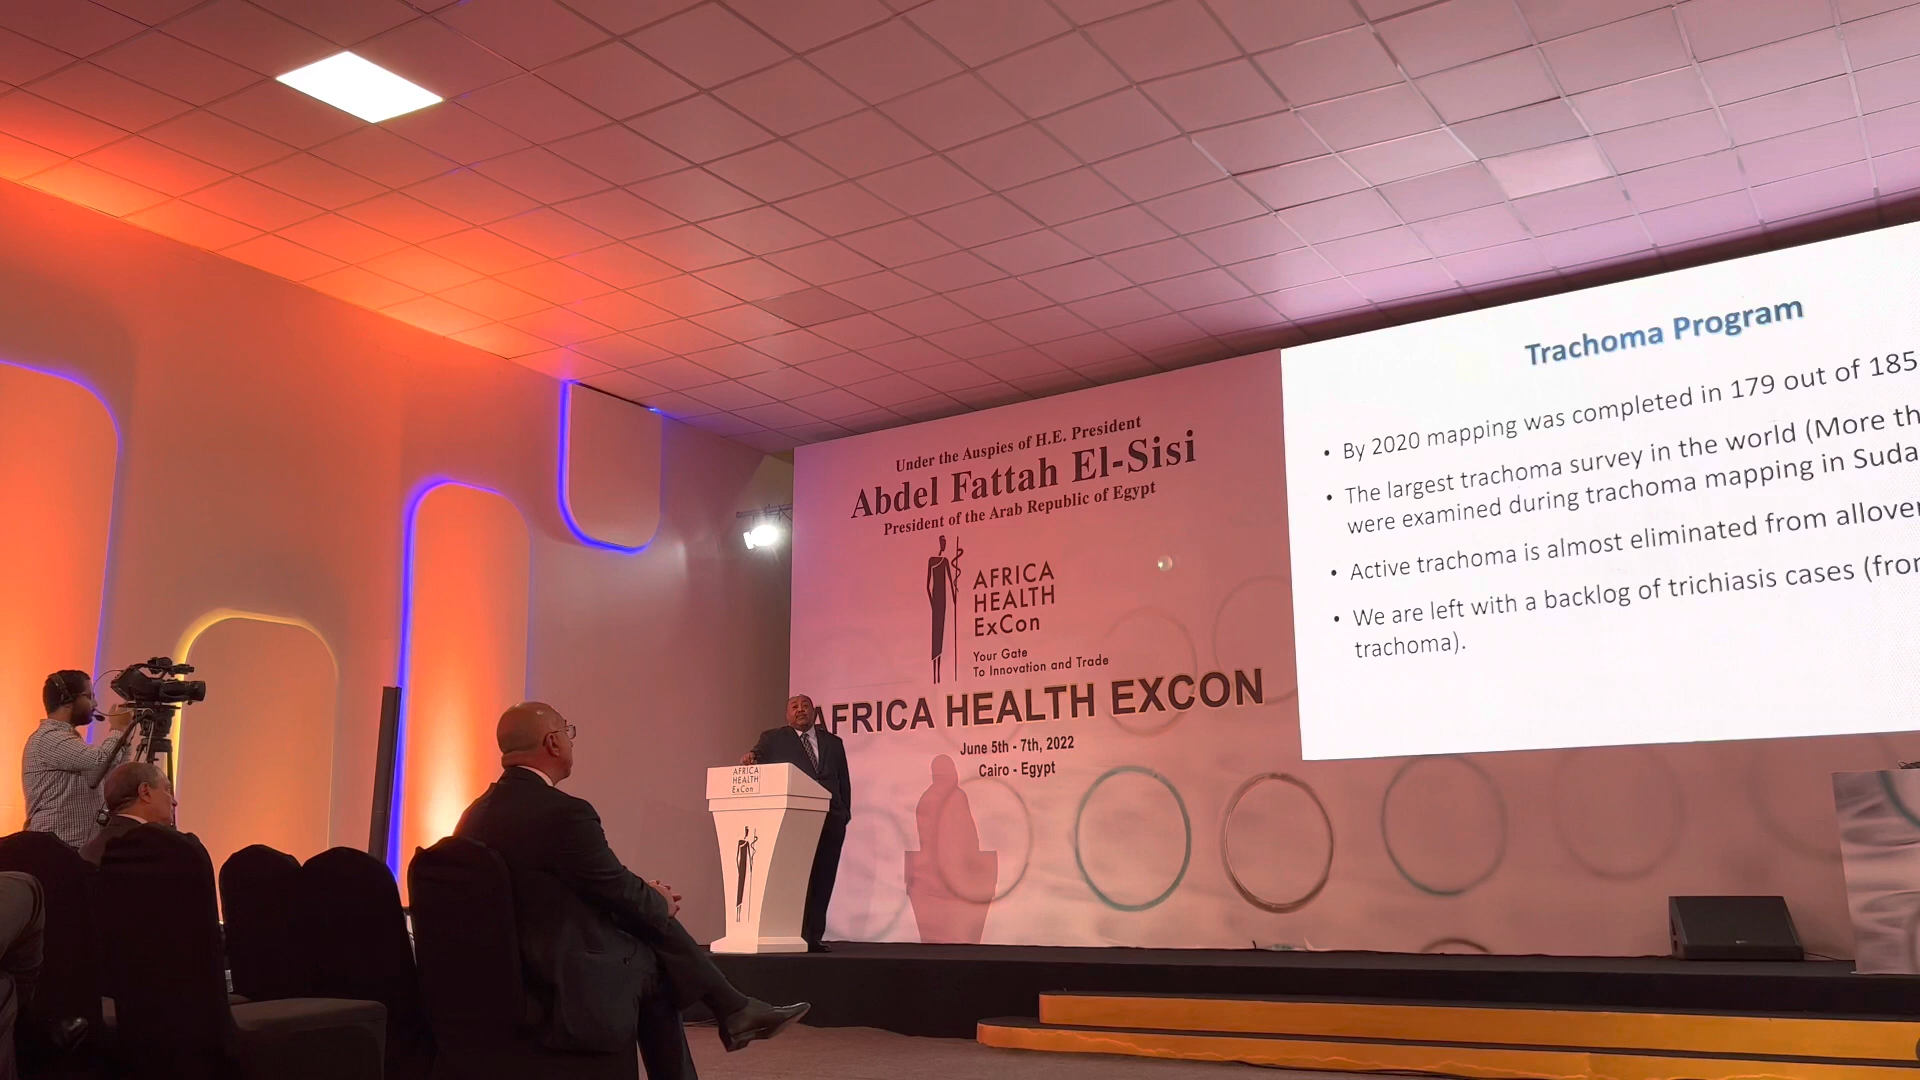 Under the Auspies of H.E. President
Abdel Fattah El-Sisi
President of the Arab Republic of Egypt
AFRICA
HEALTH
ExCon
Your Gate
To Innovation and Trade
AFRICA HEALTH EXCON
June 5th - 7th, 2022
Cairo - Egypt
AFRICA
HEALTH
ExCon
Trachoma Program
• By 2020 mapping was completed in 179 out of 185
• The largest trachoma survey in the world (More th
were examined during trachoma mapping in Suda
• Active trachoma is almost eliminated from allover
• We are left with a backlog of trichiasis cases (from
trachoma).